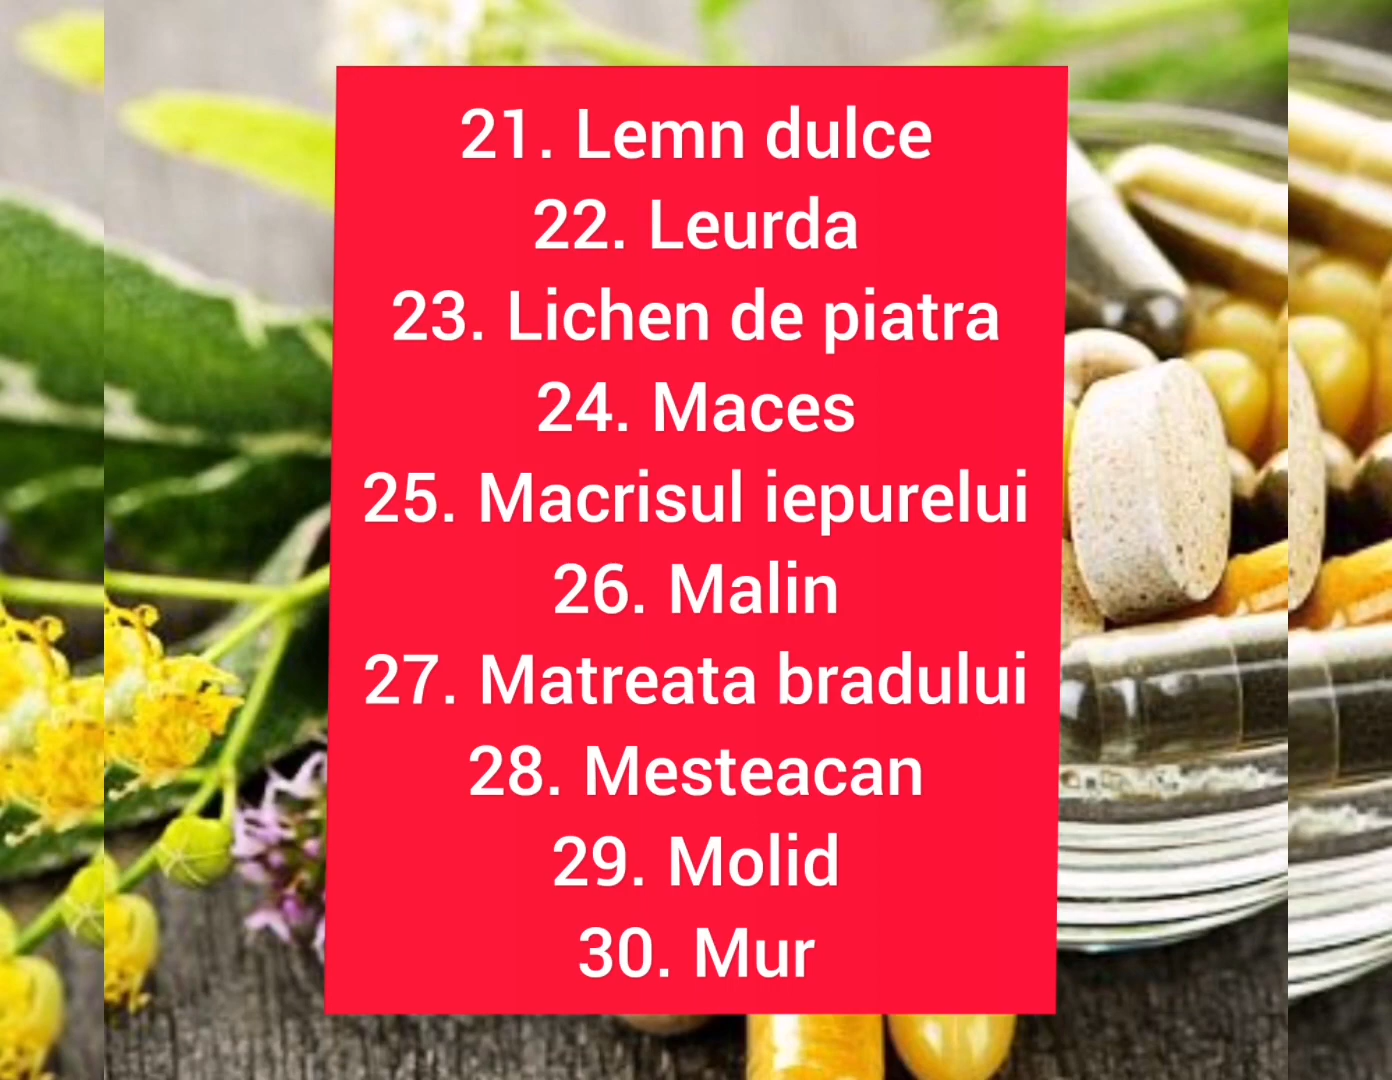 21. Lemn dulce
22. Leurda
23. Lichen de piatra
24. Maces
25. Macrisul iepurelui
26. Malin
27. Matreata bradului
28. Mesteacan
29. Molid
30. Mur